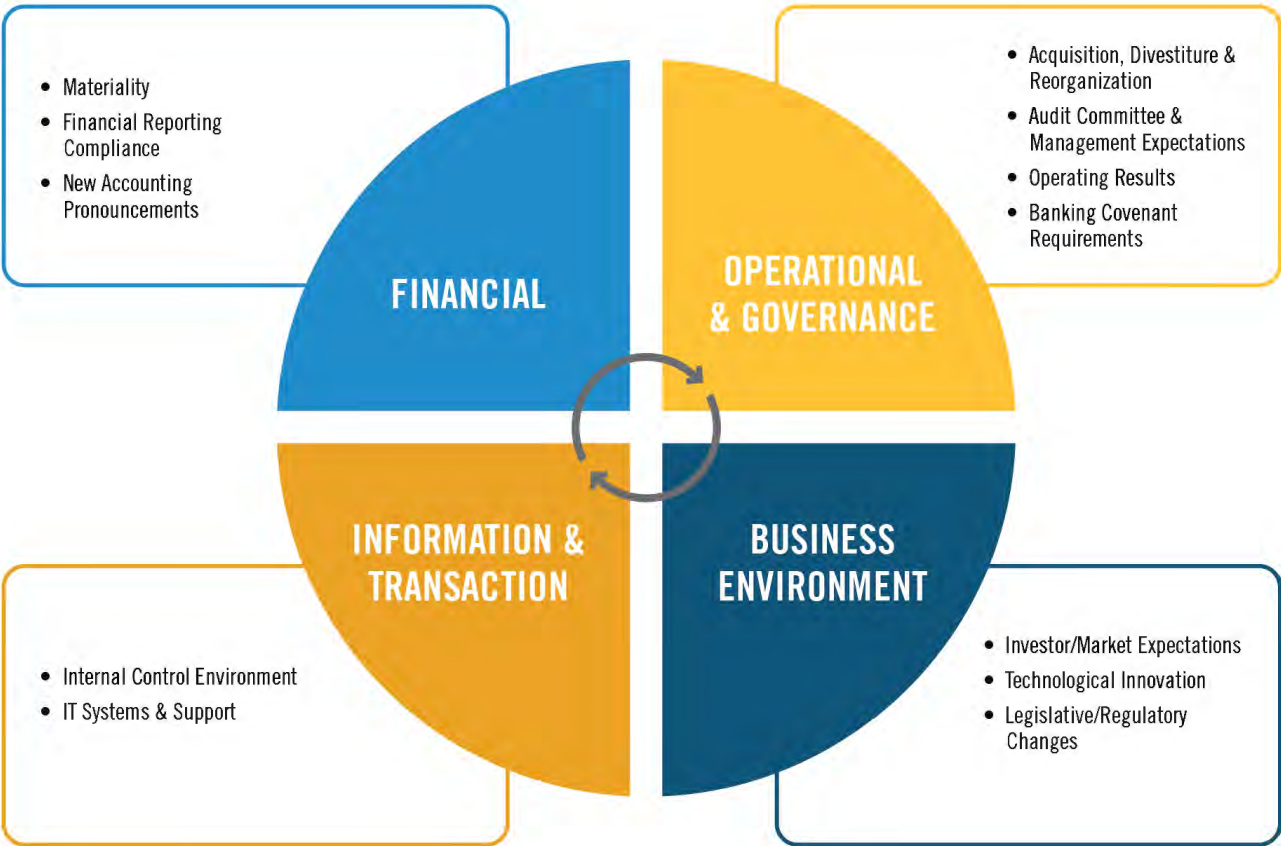 • Materiality
• Financial Reporting
Compliance
• New Accounting
Pronouncements
FINANCIAL
• Acquisition, Divestiture &
Reorganization
• Audit Committee &
Management Expectations
• Operating Results
• Banking Covenant
Requirements
OPERATIONAL
& GOVERNANCE
INFORMATION &
TRANSACTION
• Internal Control Environment
• IT Systems & Support
BUSINESS
ENVIRONMENT
• Investor/Market Expectations
• Technological Innovation
• Legislative/Regulatory
Changes